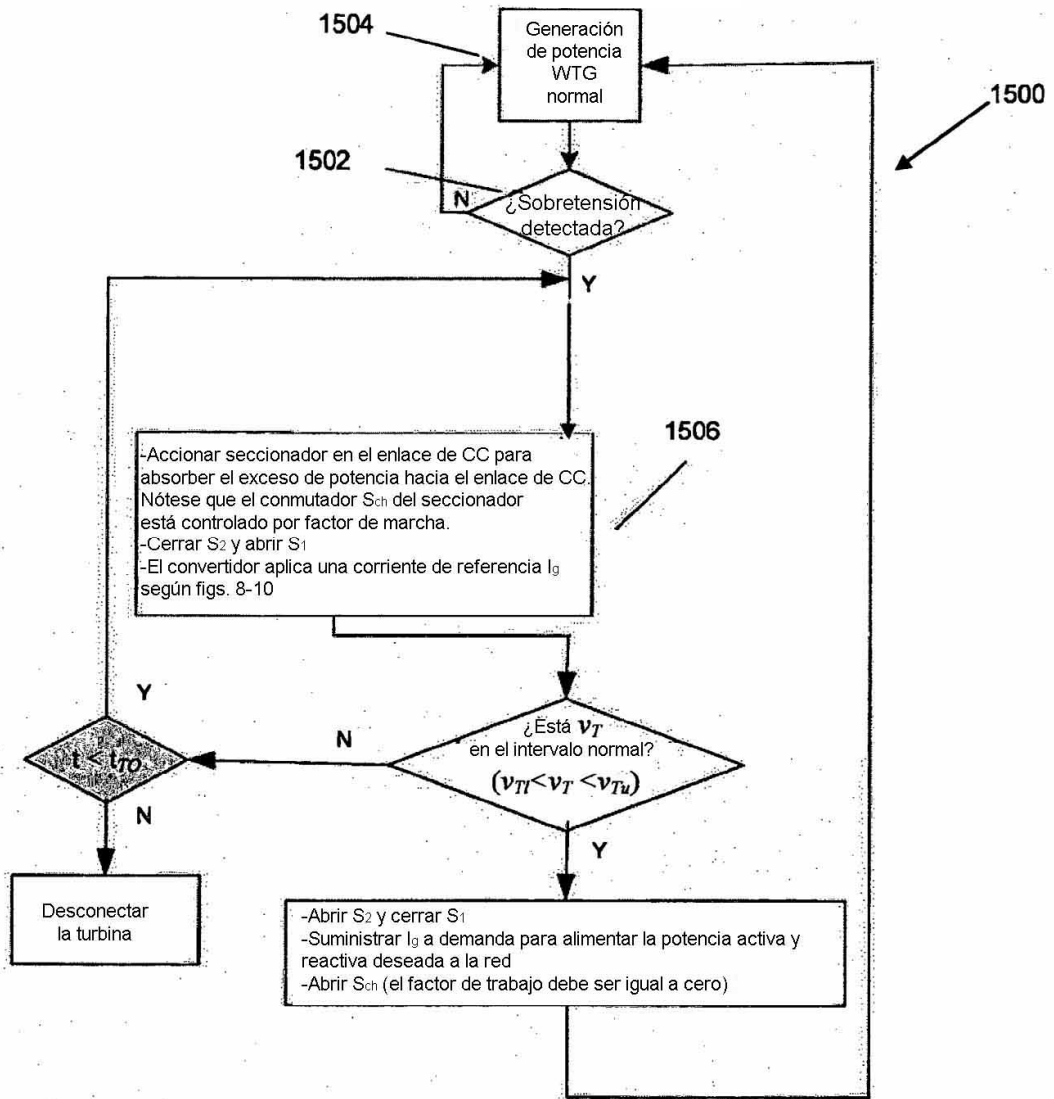 1504
Generación
de potencia
WTG
normal
1500
1502
N
¿Sobretensión
detectada?
Y
1506
-Accionar seccionador en el enlace de CC para
absorber el exceso de potencia hacia el enlace de CC.
Nótese que el conmutador Sch del seccionador
está controlado por factor de marcha.
-Cerrar S2 y abrir S1
-El convertidor aplica una corriente de referencia Ig
según figs. 8-10
Y
t < tTO
N
N
¿Está vT
en el intervalo normal?
(vTl<vT <vTu)
Y
Desconectar
la turbina
-Abrir S2 y cerrar S1
-Suministrar Ig a demanda para alimentar la potencia activa y
reactiva deseada a la red
-Abrir Sch (el factor de trabajo debe ser igual a cero)